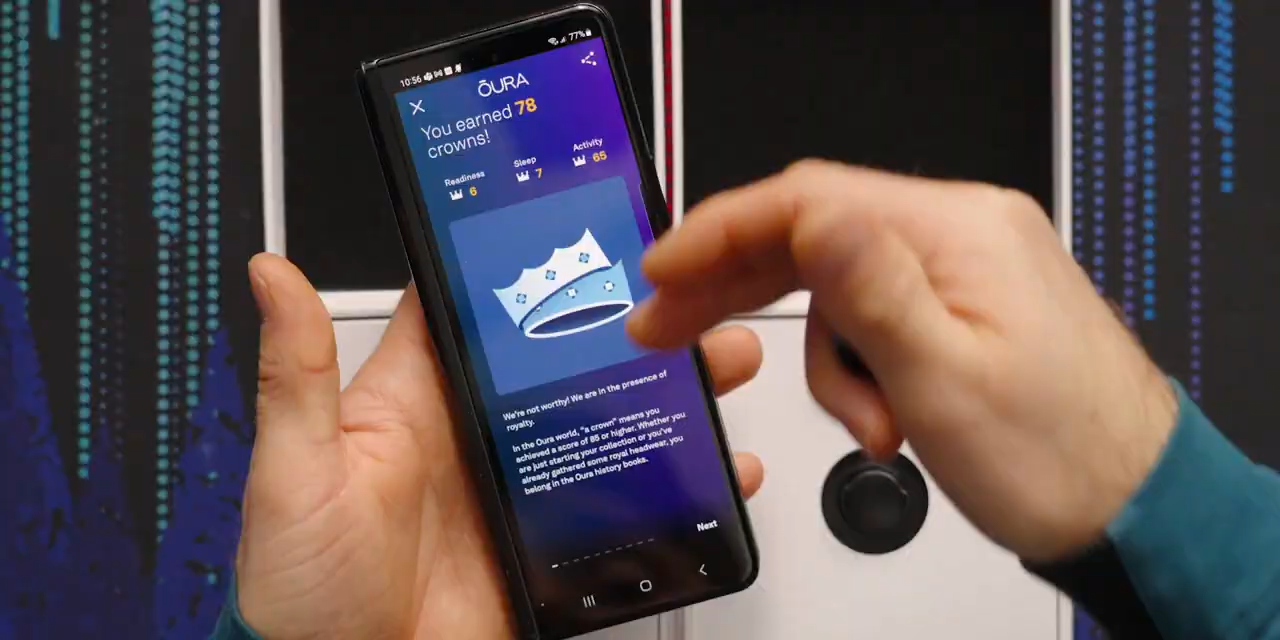 10:56
77%
ŌURA
You earned 78
crowns!
Readiness
6
Sleep
7
Activity
65
We're not worthy! We are in the presence of
royalty.
In the Oura world, "a crown" means you
achieved a score of 85 or higher. Whether you
are just starting your collection or you've
already gathered some royal headwear, you
belong in the Oura history books.
Next